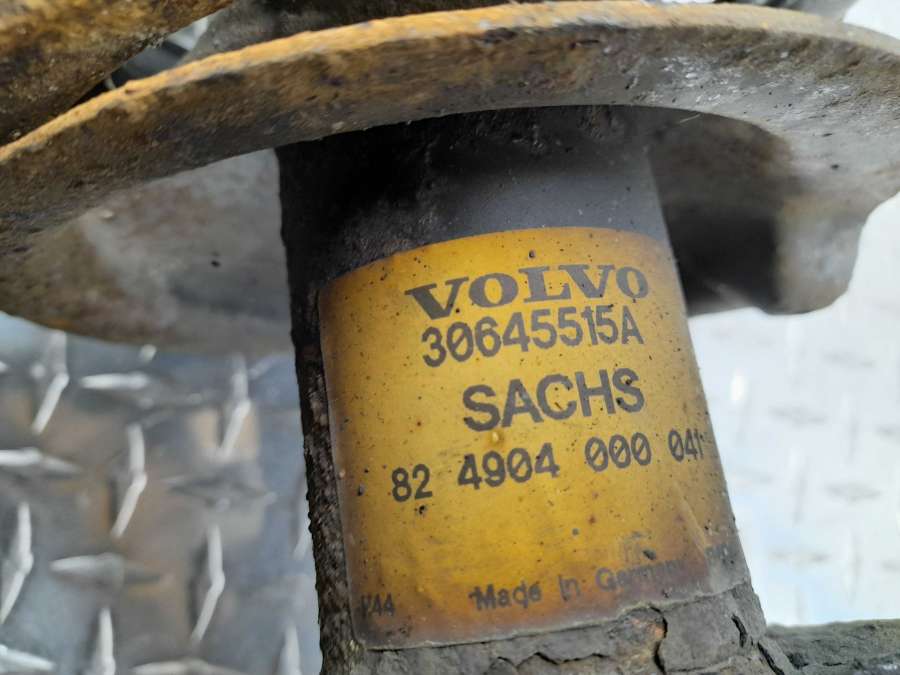 VOLVO
30645515A
SACHS
82 4904 000 041
Made in Germany